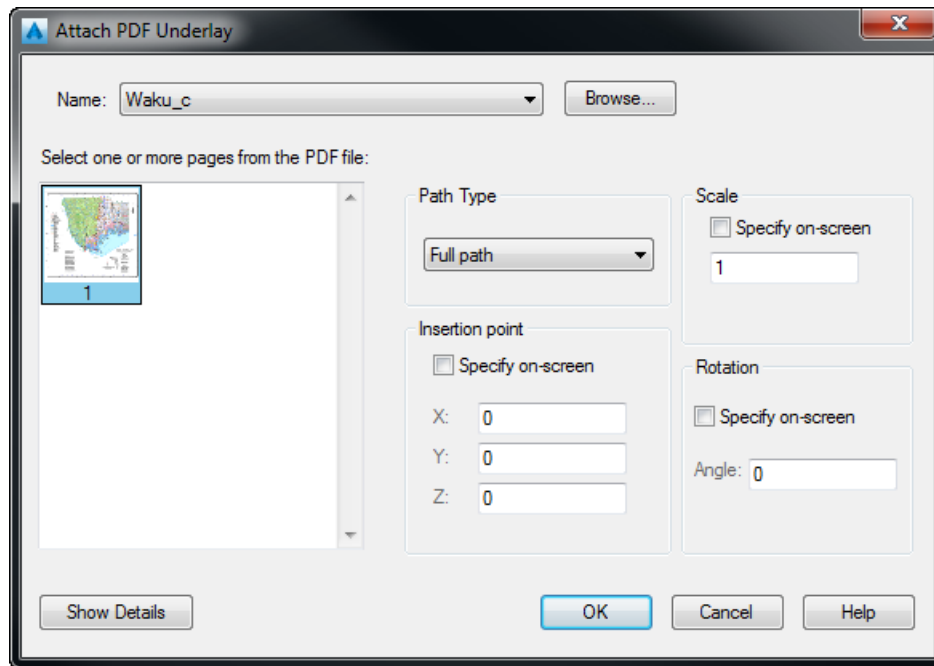 Attach PDF Underlay
Name: Waku_c Browse...
Select one or more pages from the PDF file:
1
Path Type
Full path
Scale
Specify on-screen
1
Insertion point
Specify on-screen
X: 0
Y: 0
Z: 0
Rotation
Specify on-screen
Angle: 0
Show Details OK Cancel Help